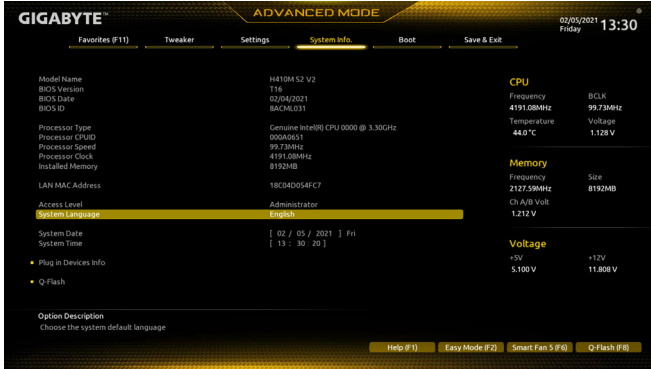 GIGABYTE™
ADVANCED MODE
02/05/2021 Friday 13:30
Favorites (F11) Tweaker Settings System Info. Boot Save & Exit
Model Name H410M S2 V2
BIOS Version T16
BIOS Date 02/04/2021
BIOS ID 8ACML031
Processor Type Genuine Intel(R) CPU 0000 @ 3.30GHz
Processor CPUID 000A0651
Processor Speed 99.73MHz
Processor Clock 4191.08MHz
Installed Memory 8192MB
LAN MAC Address 18C04D054FC7
Access Level Administrator
System Language English
System Date [ 02 / 05 / 2021 ] Fri
System Time [ 13 : 30 : 20 ]
Plug in Devices Info
Q-Flash
Option Description
Choose the system default language
CPU
Frequency BCLK
4191.08MHz 99.73MHz
Temperature Voltage
44.0 °C 1.128 V
Memory
Frequency Size
2127.59MHz 8192MB
Ch A/B Volt
1.212 V
Voltage
+5V +12V
5.100 V 11.808 V
Help (F1) Easy Mode (F2) Smart Fan 5 (F6) Q-Flash (F8)